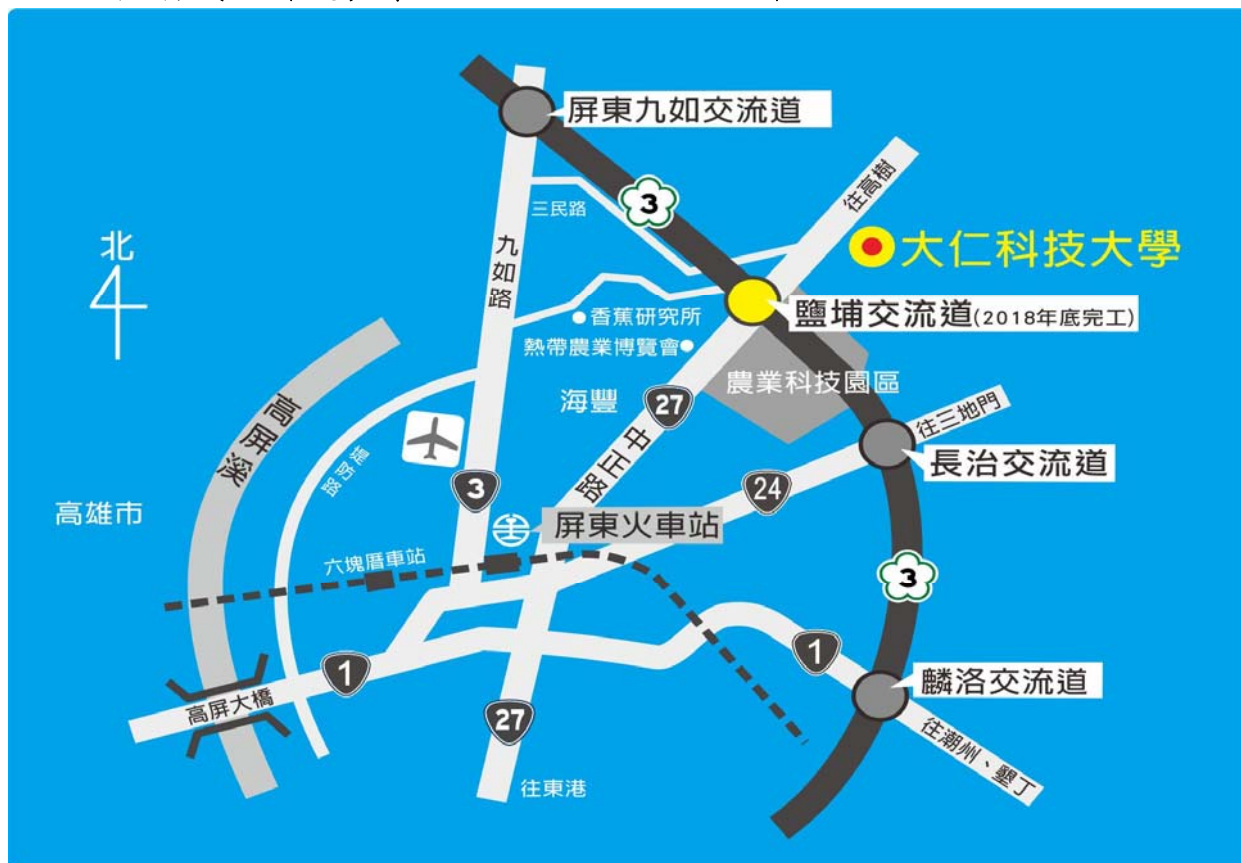 屏東九如交流道
往高樹
3
三民路
大仁科技大學
北
九如路
鹽埔交流道(2018年底完工)
香蕉研究所
熱帶農業博覽會
農業科技園區
海豐
27
中正路
往三地門
長治交流道
高屏溪
堤防路
3
24
高雄市
屏東火車站
六塊厝車站
3
1
1
麟洛交流道
高屏大橋
27
往潮州、墾丁
往東港